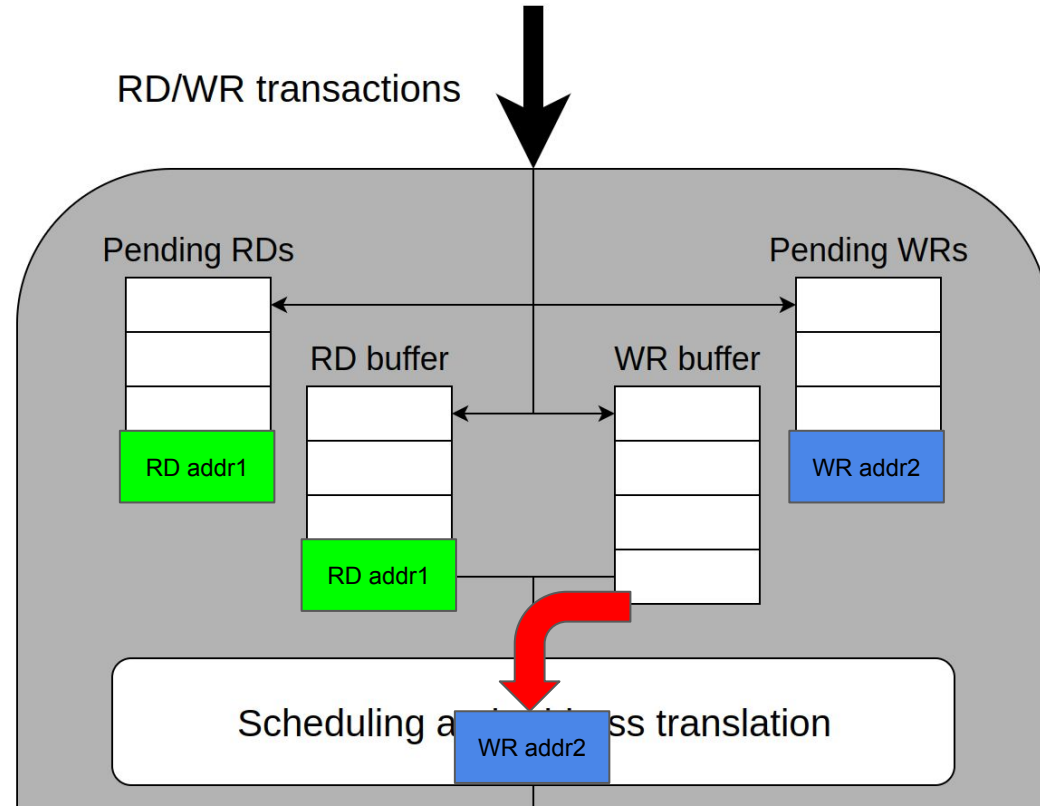 RD/WR transactions
Pending RDs
Pending WRs
RD buffer
WR buffer
RD addr1
WR addr2
RD addr1
Scheduling a ss translation
WR addr2